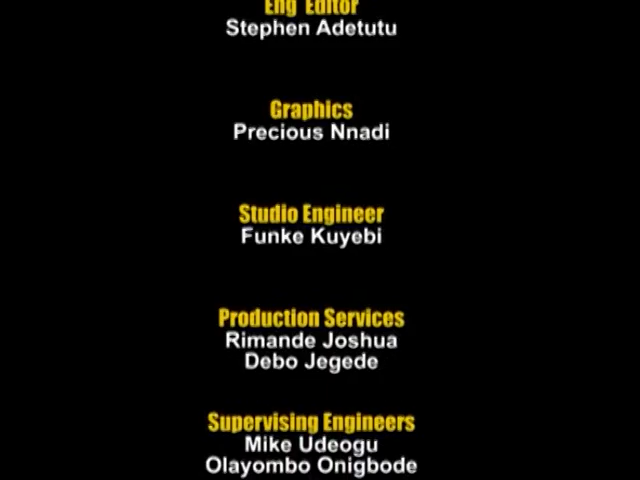 Eng Editor
Stephen Adetutu
Graphics
Precious Nnadi
Studio Engineer
Funke Kuyebi
Production Services
Rimande Joshua
Debo Jegede
Supervising Engineers
Mike Udeogu
Olayombo Onigbode